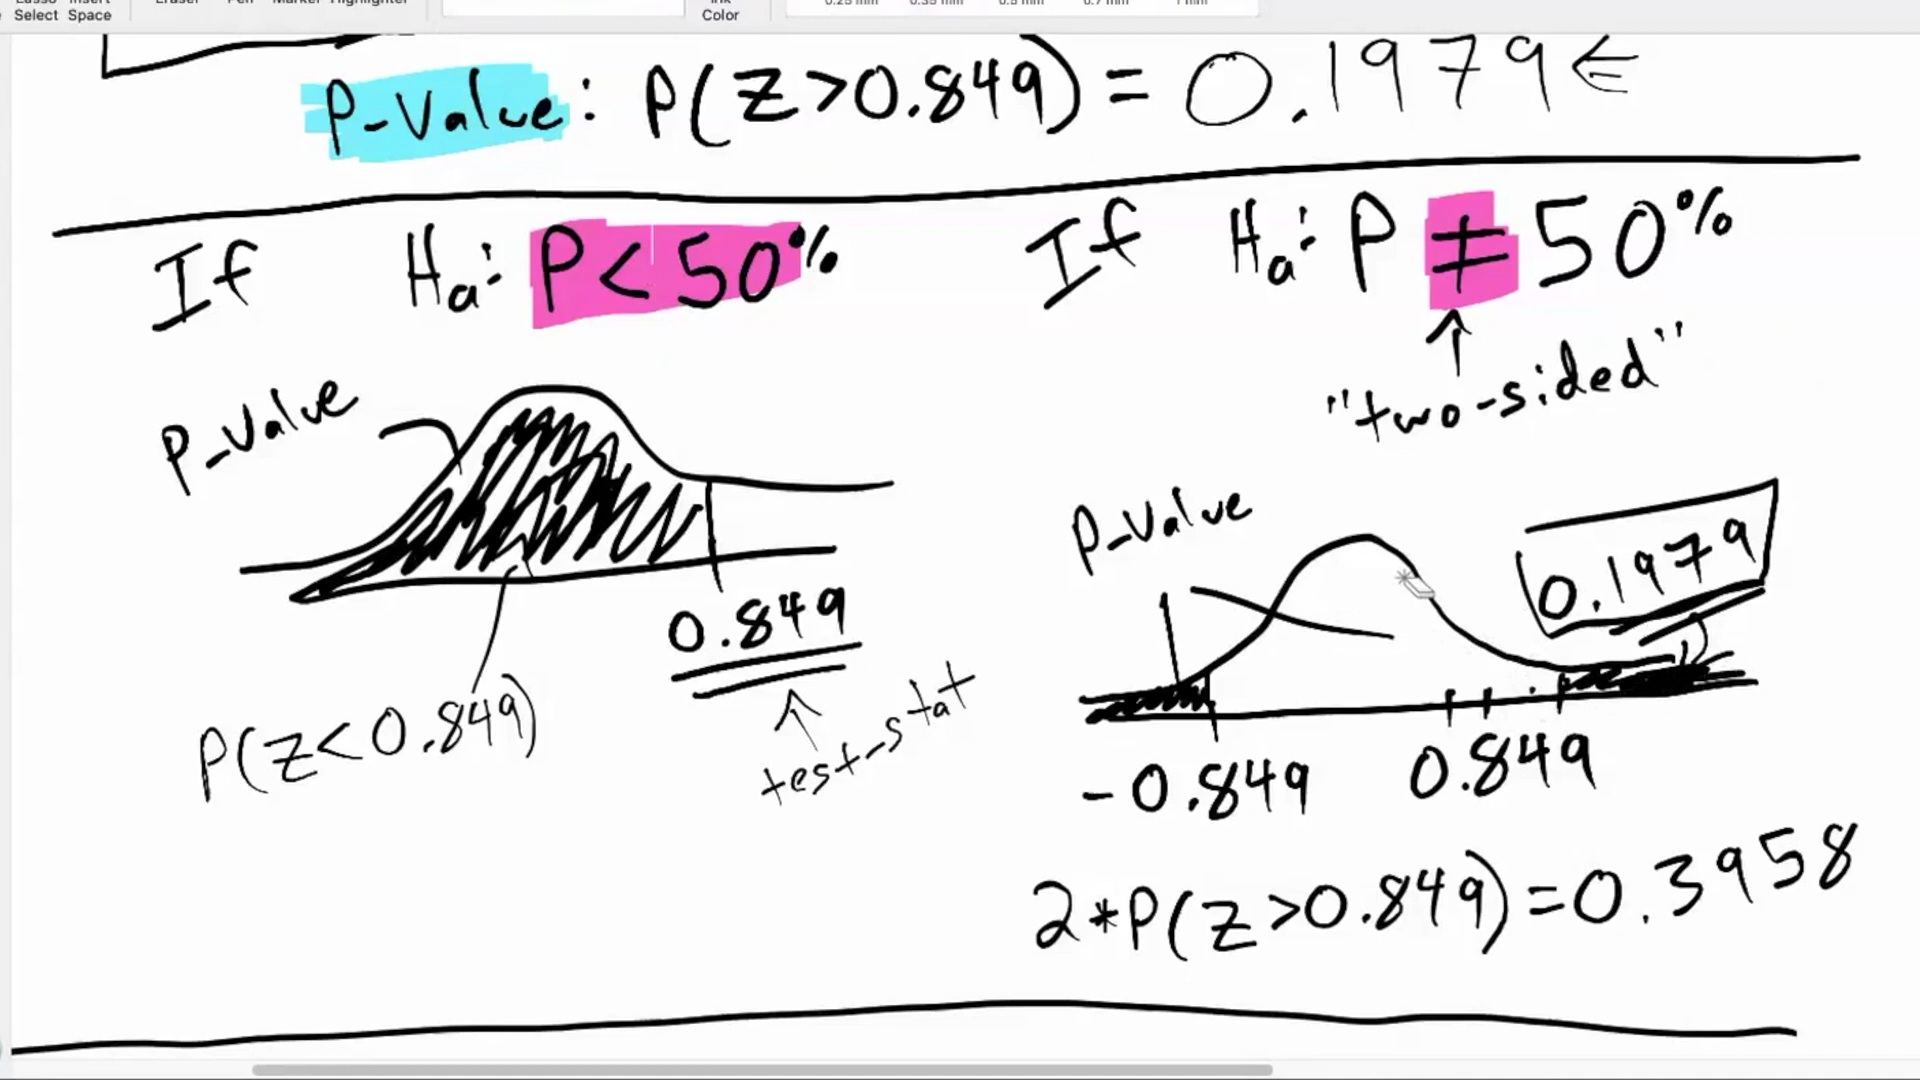 Select Space
Color
P-Value: P(Z>0.849) = 0.1979 ←
If Ha: P < 50%
P-Value
0.849
test-stat
P(Z<0.849)
If Ha: P ≠ 50%
"two-sided"
P-Value
0.1979
-0.849 0.849
2*P(Z>0.849)=0.3958